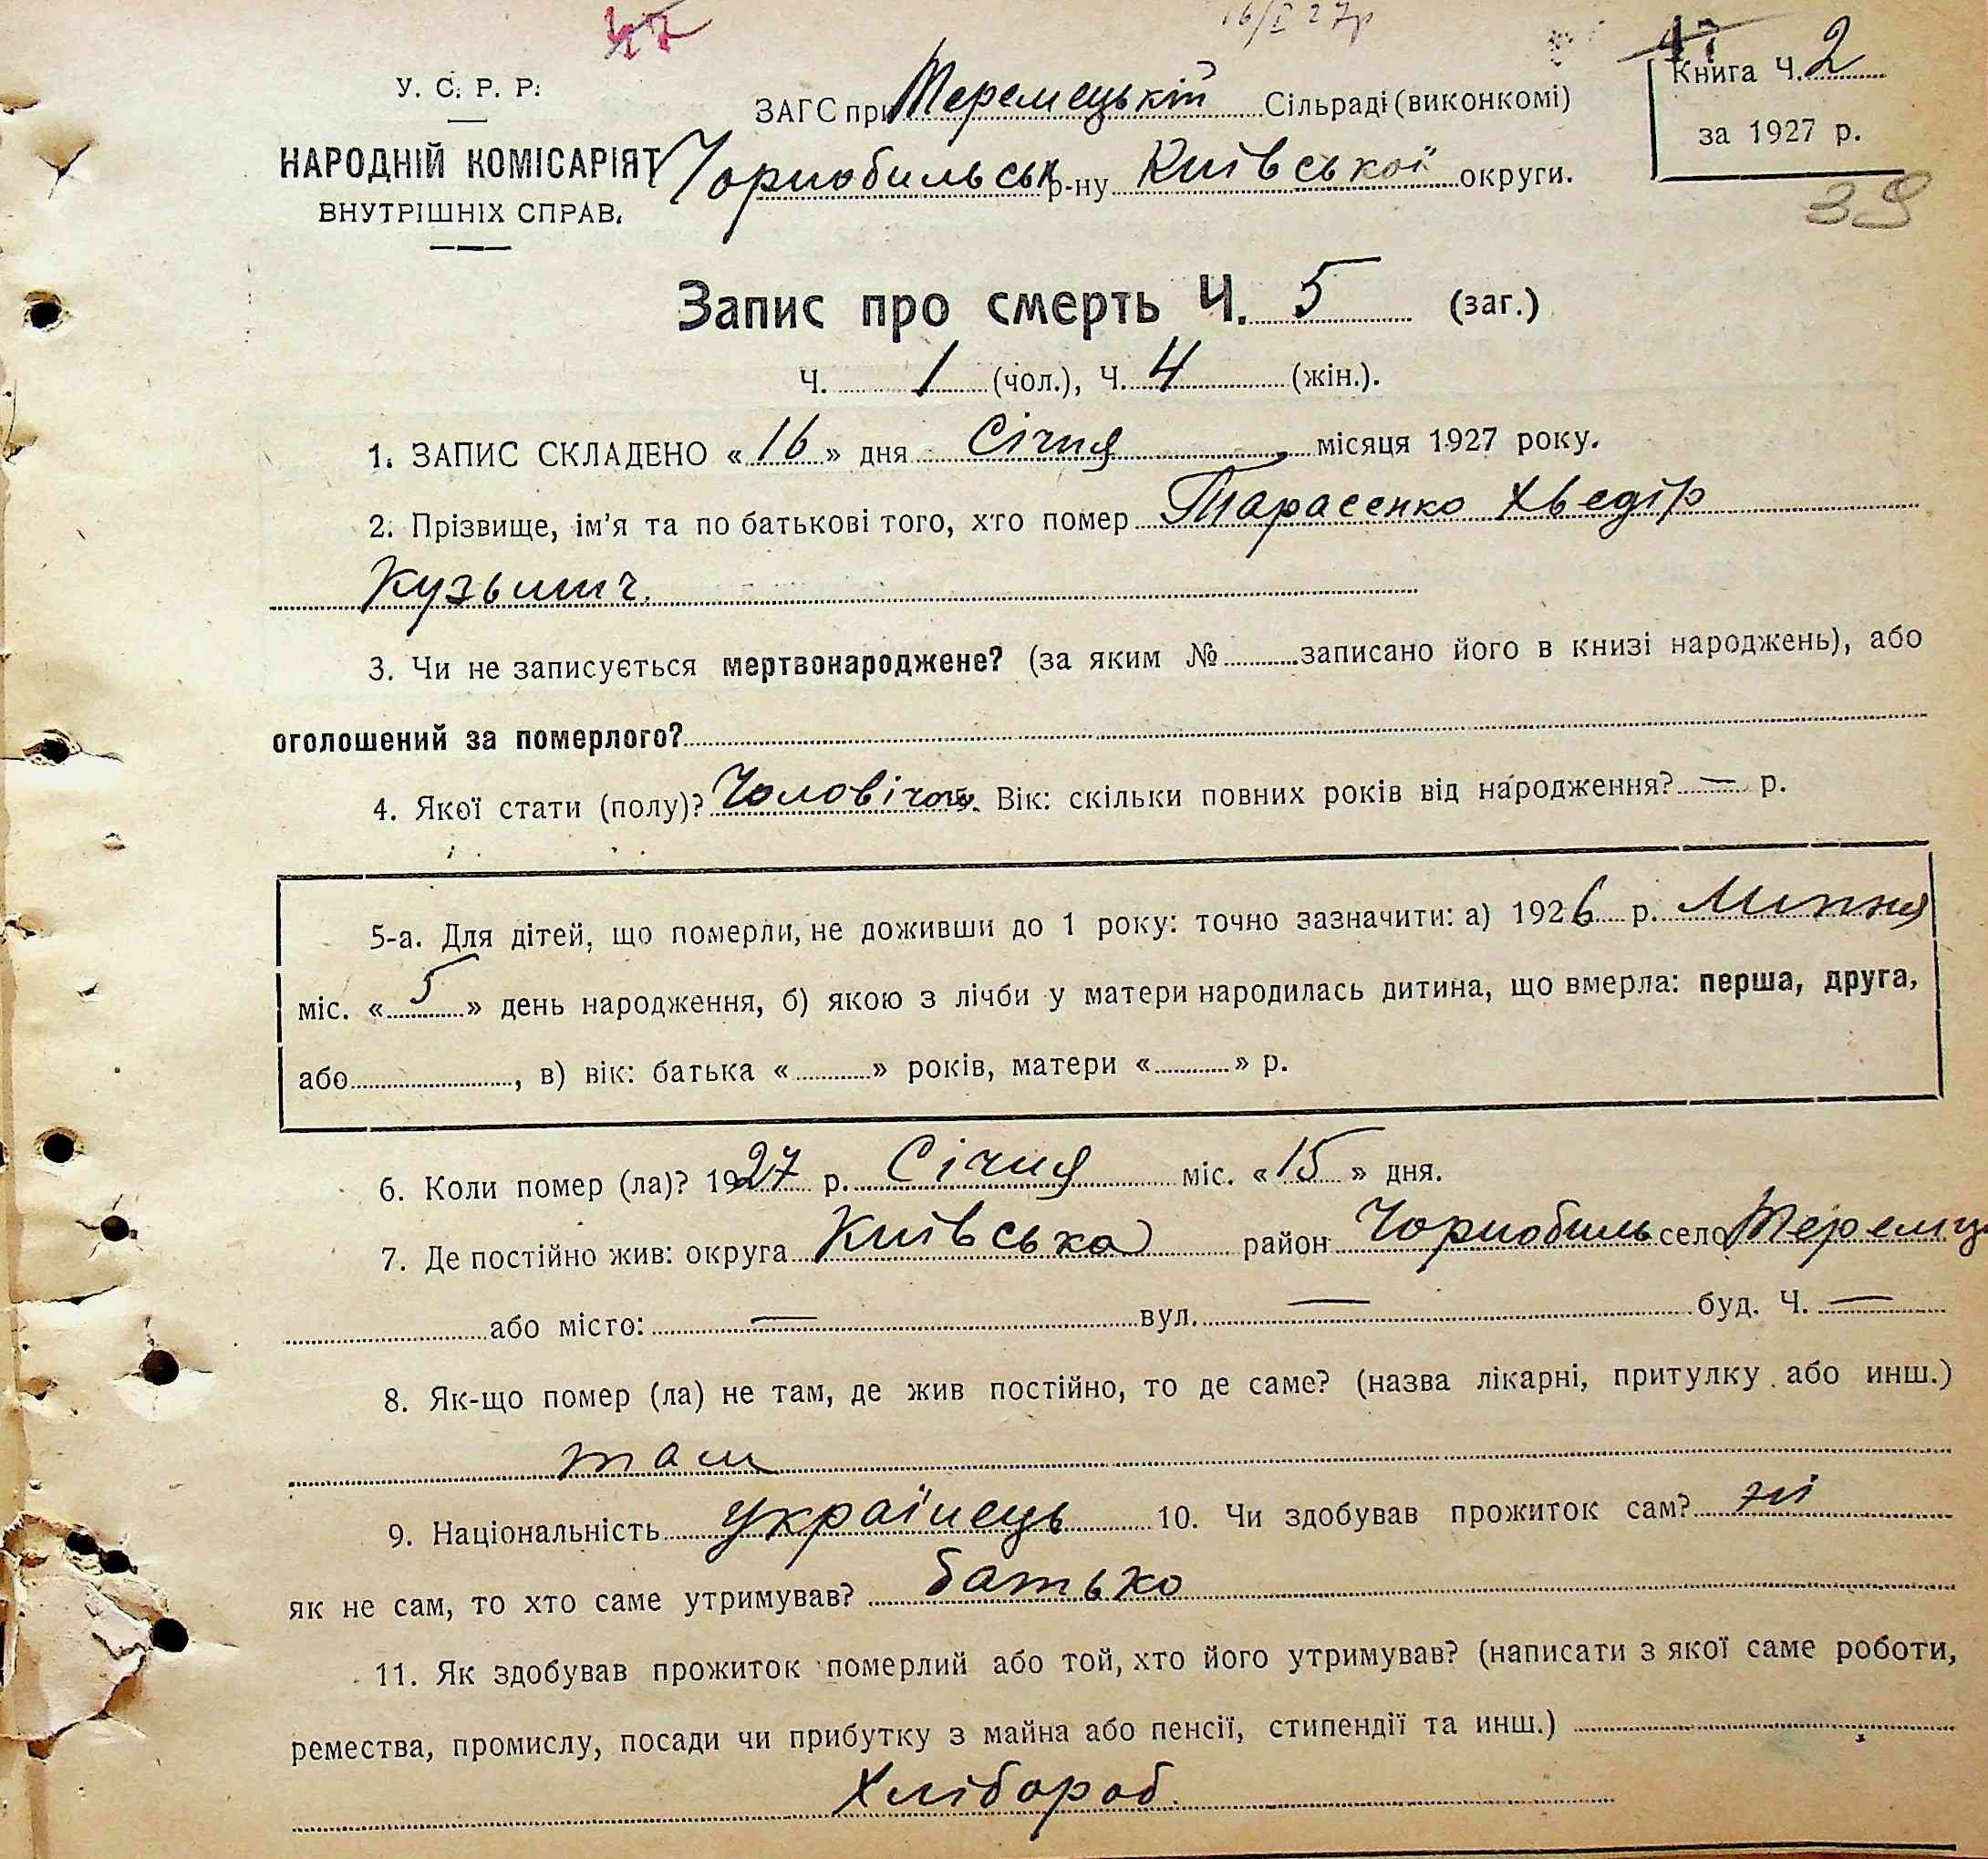 47
16/I 27р
47
Книга Ч. 2
за 1927 р.
39
У. С. Р. Р.
НАРОДНІЙ КОМІСАРІЯТ
ВНУТРІШНІХ СПРАВ.
ЗАГС при Теремецькій Сільраді (виконкомі)
Чорнобильськ р-ну Київської округи.
Запис про смерть Ч. 5 (заг.)
Ч. 1 (чол.), Ч. 4 (жін.).
1. ЗАПИС СКЛАДЕНО «16» дня Січня місяця 1927 року.
2. Прізвище, ім'я та по батькові того, хто помер Тарасенко Хведір
Кузьмич.
3. Чи не записується мертвонароджене? (за яким № записано його в книзі народжень), або
оголошений за померлого?
4. Якої стати (полу)? Чоловічої. Вік: скільки повних років від народження? — р.
5-а. Для дітей, що померли, не доживши до 1 року: точно зазначити: а) 1926 р. Липня
міс. «5» день народження, б) якою з лічби у матери народилась дитина, що вмерла: перша, друга,
або , в) вік: батька « » років, матери « » р.
6. Коли помер (ла)? 1927 р. Січня міс. «15» дня.
7. Де постійно жив: округа Київська район Чорнобиль село Теремці
або місто: — вул. — буд. Ч. —
8. Як-що помер (ла) не там, де жив постійно, то де саме? (назва лікарні, притулку або инш.)
там
9. Національність українець 10. Чи здобував прожиток сам? ні
як не сам, то хто саме утримував? батько
11. Як здобував прожиток померлий або той, хто його утримував? (написати з якої саме роботи,
ремества, промислу, посади чи прибутку з майна або пенсії, стипендії та инш.)
Хлібороб.